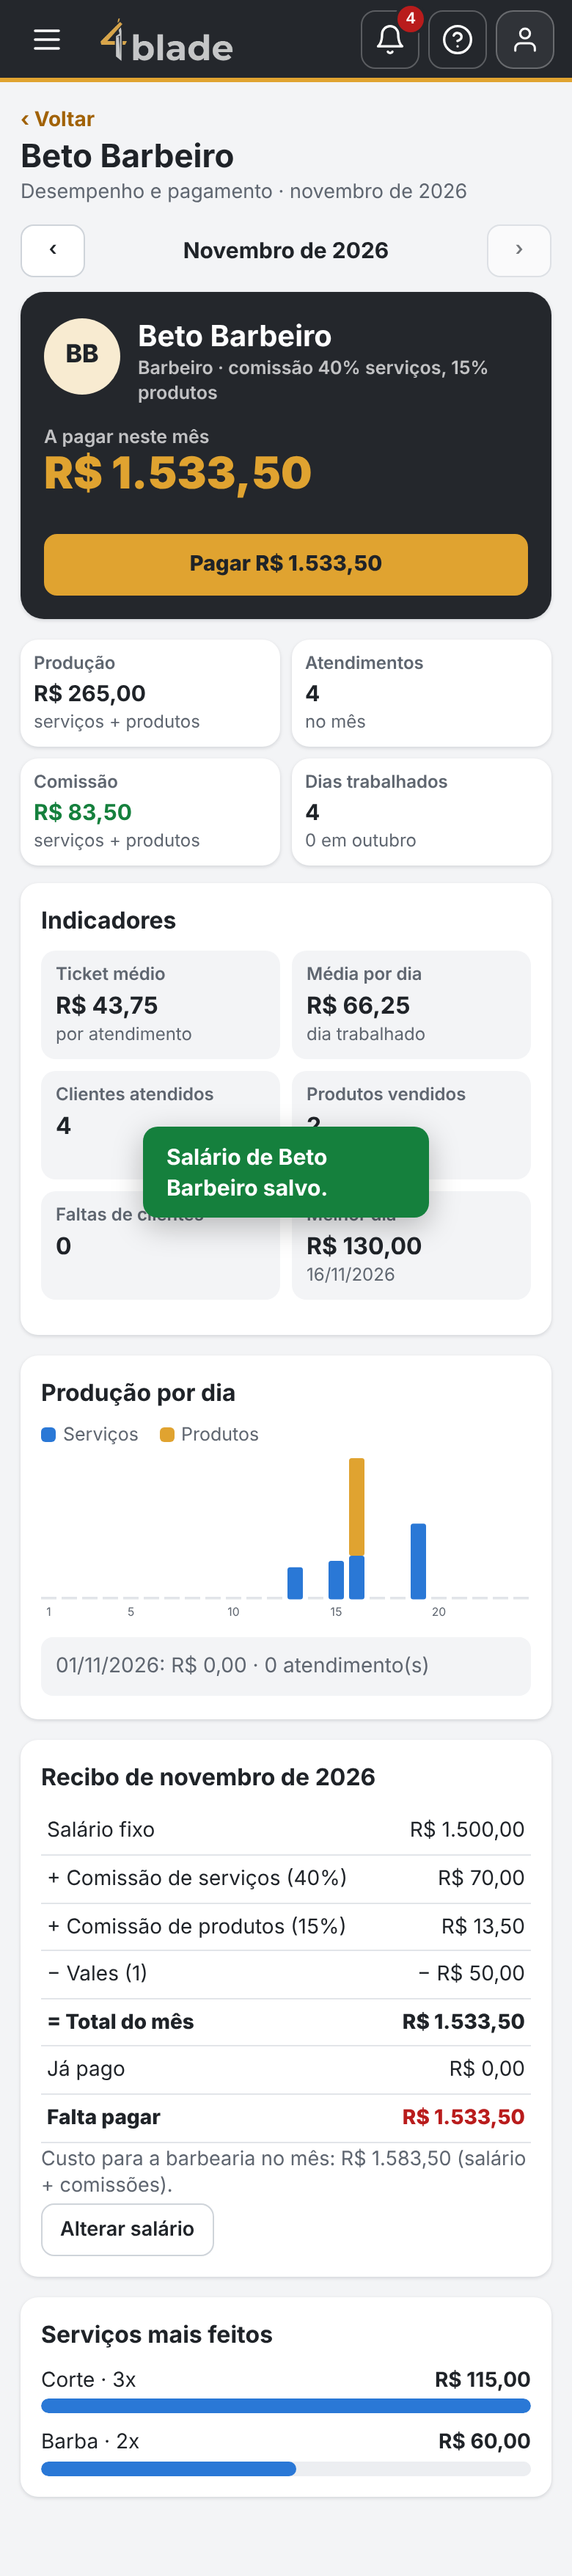 4blade
4
‹ Voltar
Beto Barbeiro
Desempenho e pagamento · novembro de 2026
‹
Novembro de 2026
›
BB
Beto Barbeiro
Barbeiro · comissão 40% serviços, 15%
produtos
A pagar neste mês
R$ 1.533,50
Pagar R$ 1.533,50
Produção
R$ 265,00
serviços + produtos
Atendimentos
4
no mês
Comissão
R$ 83,50
serviços + produtos
Dias trabalhados
4
0 em outubro
Indicadores
Ticket médio
R$ 43,75
por atendimento
Média por dia
R$ 66,25
dia trabalhado
Clientes atendidos
4
Produtos vendidos
2
Salário de Beto
Barbeiro salvo.
Faltas de clientes
0
Melhor dia
R$ 130,00
16/11/2026
Produção por dia
Serviços
Produtos
1 5 10 15 20
01/11/2026: R$ 0,00 · 0 atendimento(s)
Recibo de novembro de 2026
Salário fixo R$ 1.500,00
+ Comissão de serviços (40%) R$ 70,00
+ Comissão de produtos (15%) R$ 13,50
− Vales (1) − R$ 50,00
= Total do mês R$ 1.533,50
Já pago R$ 0,00
Falta pagar R$ 1.533,50
Custo para a barbearia no mês: R$ 1.583,50 (salário
+ comissões).
Alterar salário
Serviços mais feitos
Corte · 3x R$ 115,00
Barba · 2x R$ 60,00